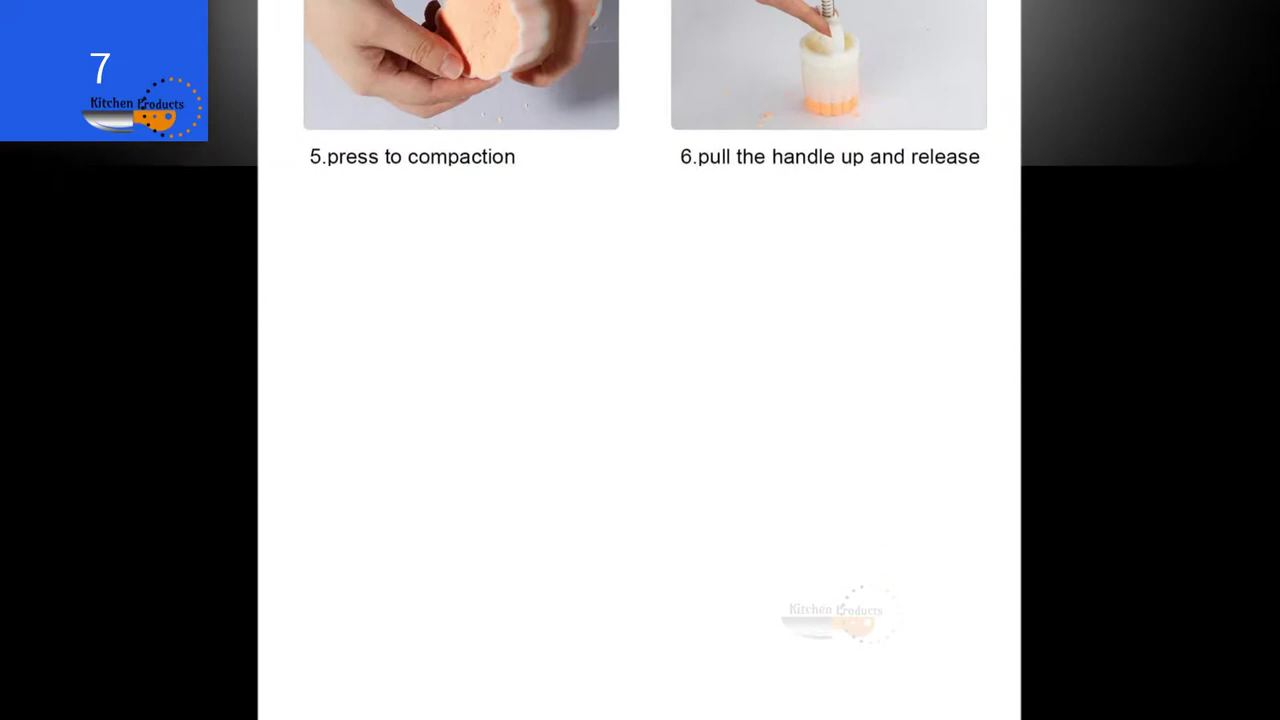 7
Kitchen Products
5.press to compaction
6.pull the handle up and release
Kitchen Products